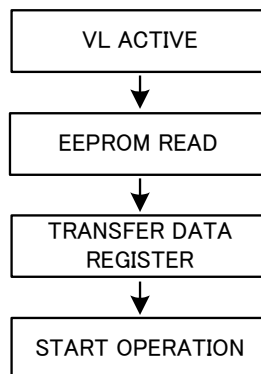 VL ACTIVE
EEPROM READ
TRANSFER DATA
REGISTER
START OPERATION